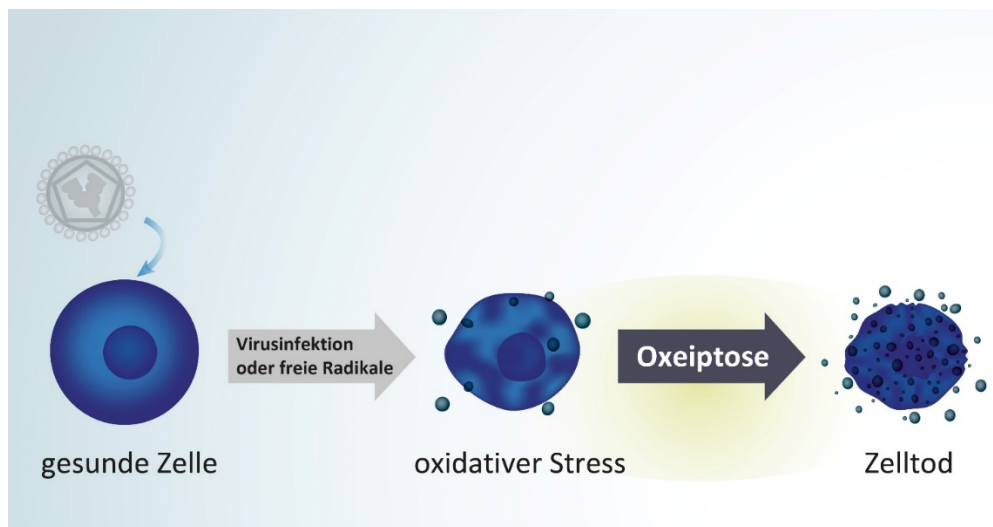 Virusinfektion
oder freie Radikale
Oxeiptose
gesunde Zelle
oxidativer Stress
Zelltod